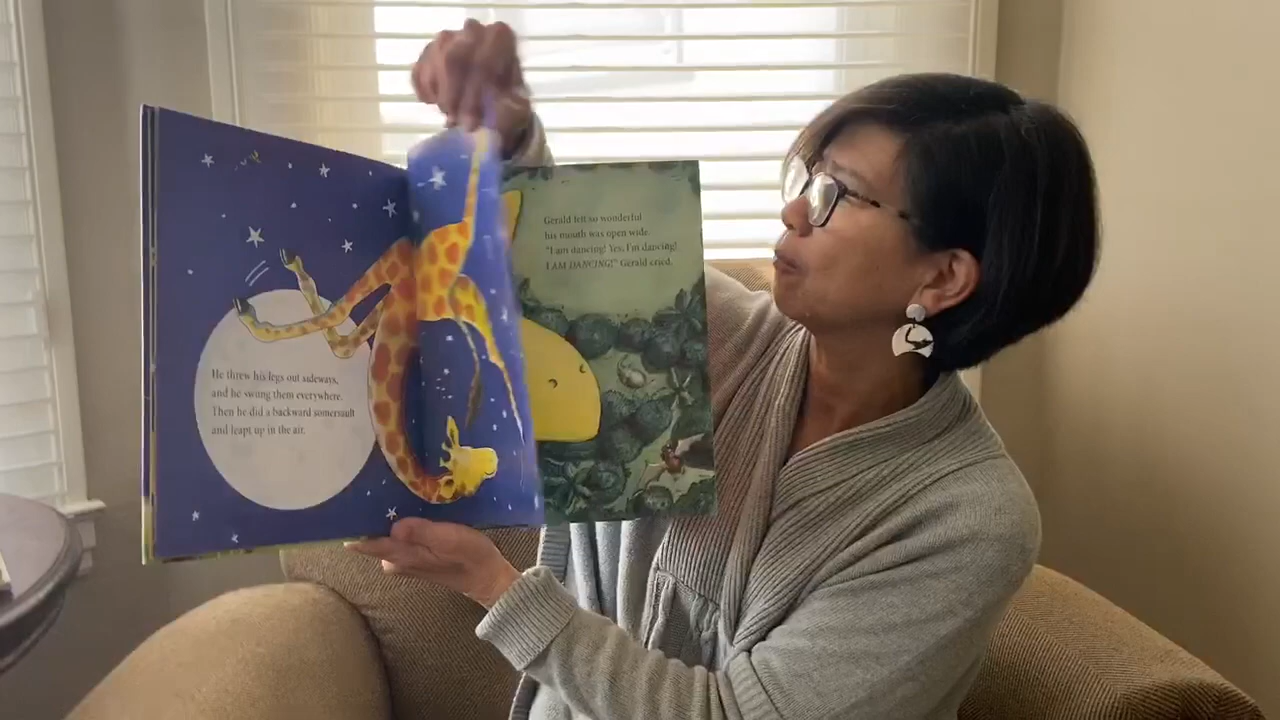 He threw his legs out sideways,
and he swung them everywhere.
Then he did a backward somersault
and leapt up in the air.
Gerald felt so wonderful
his mouth was open wide.
"I am dancing! Yes, I'm dancing!
I AM DANCING!" Gerald cried.